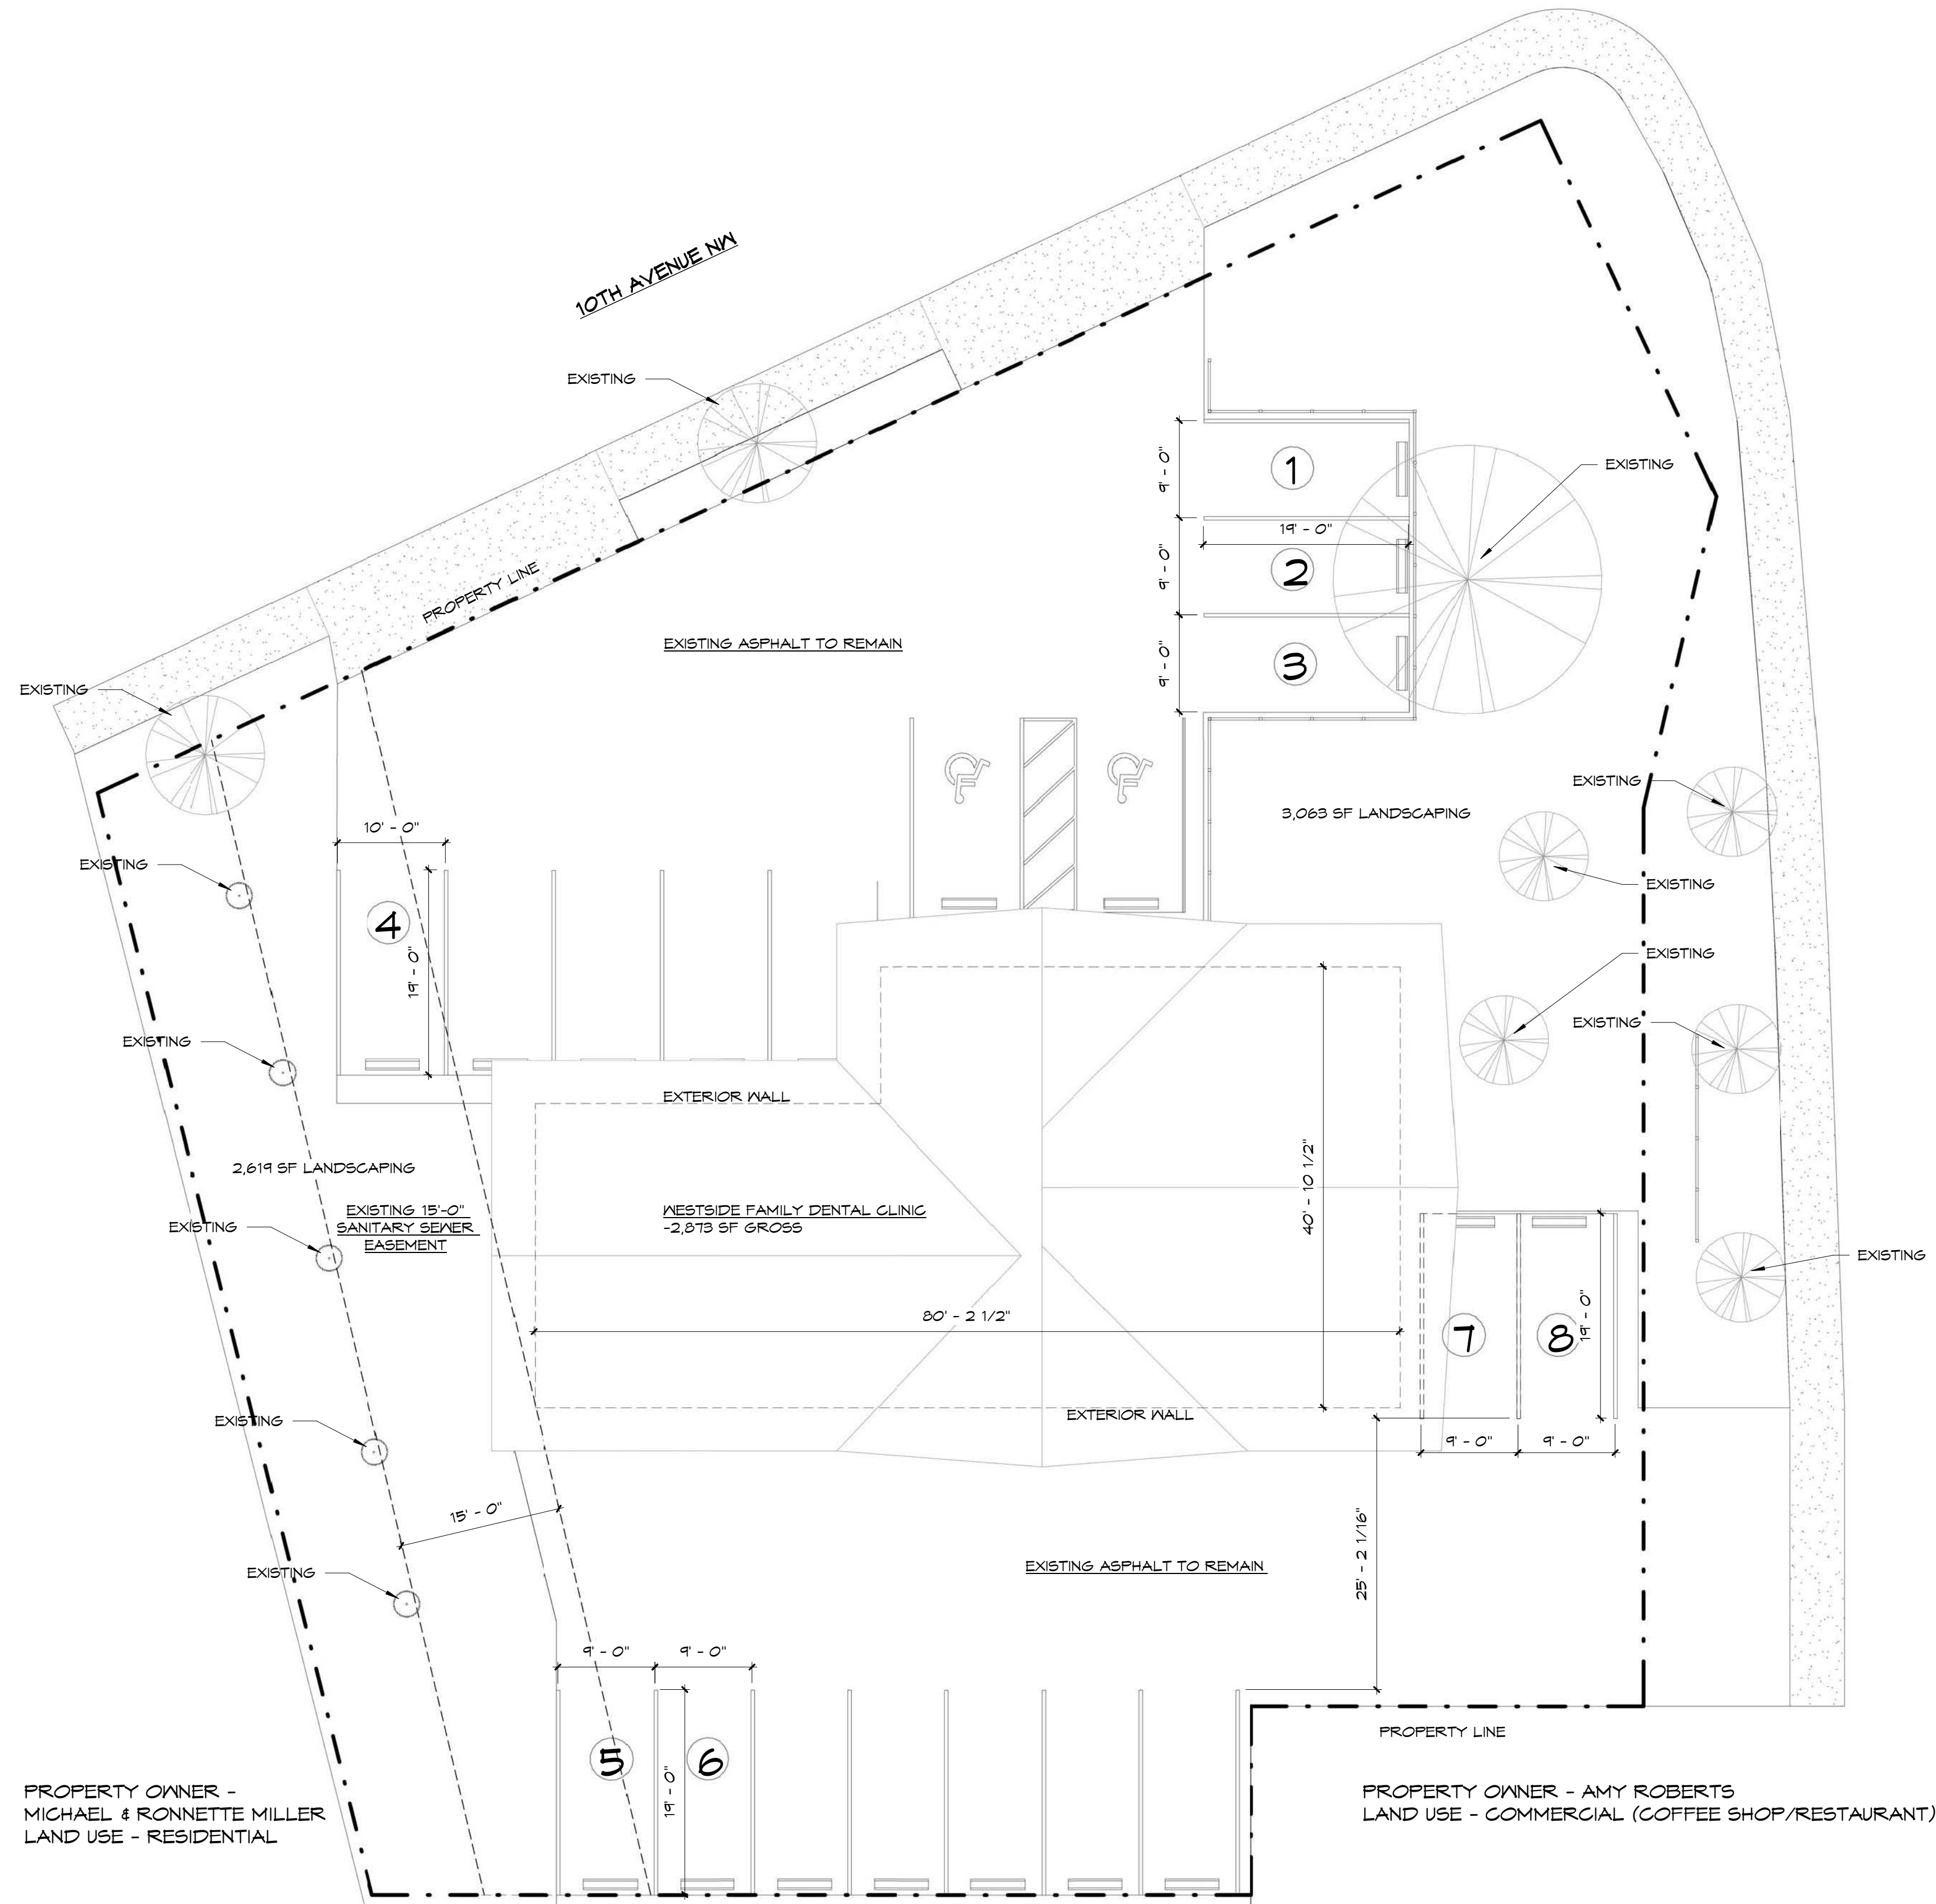 10TH AVENUE NW
EXISTING
EXISTING
1
9' - 0"
19' - 0"
2
9' - 0"
PROPERTY LINE
3
9' - 0"
EXISTING ASPHALT TO REMAIN
EXISTING
EXISTING
3,063 SF LANDSCAPING
10' - 0"
EXISTING
EXISTING
4
19' - 0"
EXISTING
EXISTING
EXISTING
EXTERIOR WALL
2,619 SF LANDSCAPING
40' - 10 1/2"
EXISTING 15'-0"
SANITARY SEWER
EASEMENT
WESTSIDE FAMILY DENTAL CLINIC
-2,873 SF GROSS
EXISTING
EXISTING
80' - 2 1/2"
7
8
19' - 0"
EXISTING
EXTERIOR WALL
9' - 0"
9' - 0"
15' - 0"
25' - 2 1/16"
EXISTING
EXISTING ASPHALT TO REMAIN
9' - 0"
9' - 0"
5
6
19' - 0"
PROPERTY LINE
PROPERTY OWNER -
MICHAEL & RONNETTE MILLER
LAND USE - RESIDENTIAL
PROPERTY OWNER - AMY ROBERTS
LAND USE - COMMERCIAL (COFFEE SHOP/RESTAURANT)